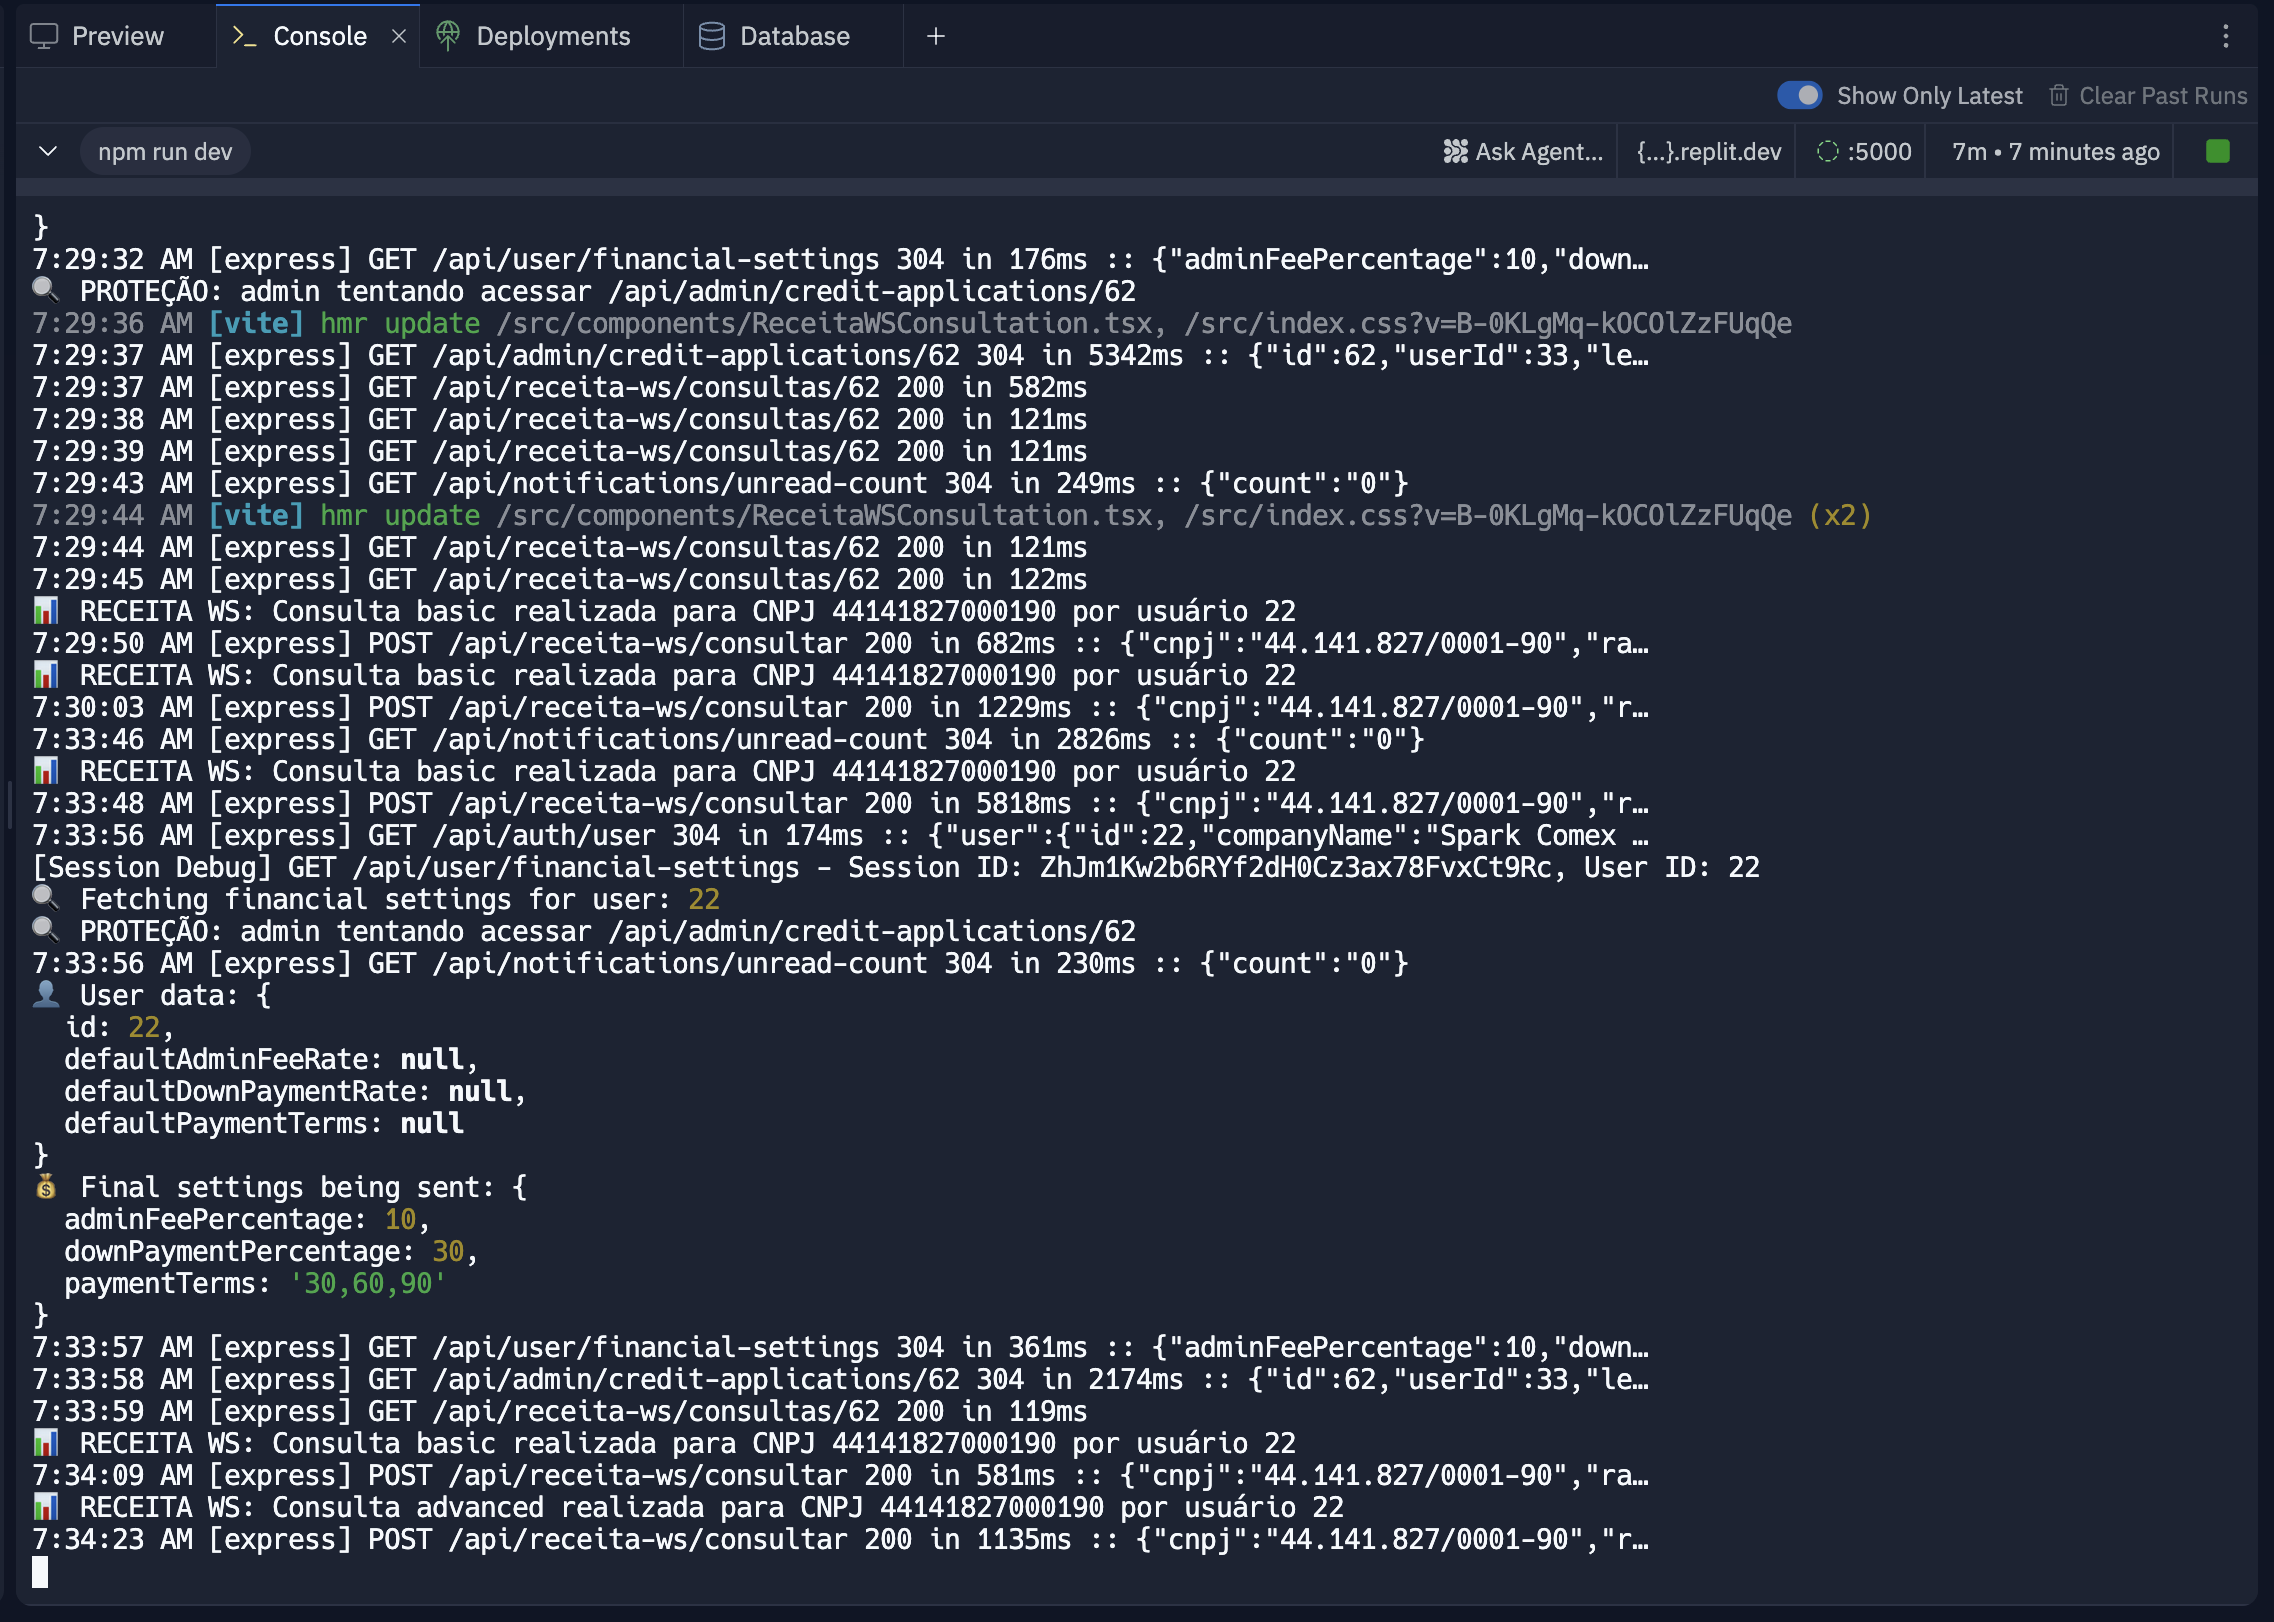 Preview
Console
Deployments
Database
Show Only Latest
Clear Past Runs
npm run dev
Ask Agent...
{...}.replit.dev
:5000
7m • 7 minutes ago
}
7:29:32 AM [express] GET /api/user/financial-settings 304 in 176ms :: {"adminFeePercentage":10,"down…
🔍 PROTEÇÃO: admin tentando acessar /api/admin/credit-applications/62
7:29:36 AM [vite] hmr update /src/components/ReceitaWSConsultation.tsx, /src/index.css?v=B-0KLgMq-kOCOlZzFUqQe
7:29:37 AM [express] GET /api/admin/credit-applications/62 304 in 5342ms :: {"id":62,"userId":33,"le…
7:29:37 AM [express] GET /api/receita-ws/consultas/62 200 in 582ms
7:29:38 AM [express] GET /api/receita-ws/consultas/62 200 in 121ms
7:29:39 AM [express] GET /api/receita-ws/consultas/62 200 in 121ms
7:29:43 AM [express] GET /api/notifications/unread-count 304 in 249ms :: {"count":"0"}
7:29:44 AM [vite] hmr update /src/components/ReceitaWSConsultation.tsx, /src/index.css?v=B-0KLgMq-kOCOlZzFUqQe (x2)
7:29:44 AM [express] GET /api/receita-ws/consultas/62 200 in 121ms
7:29:45 AM [express] GET /api/receita-ws/consultas/62 200 in 122ms
📊 RECEITA WS: Consulta basic realizada para CNPJ 44141827000190 por usuário 22
7:29:50 AM [express] POST /api/receita-ws/consultar 200 in 682ms :: {"cnpj":"44.141.827/0001-90","ra…
📊 RECEITA WS: Consulta basic realizada para CNPJ 44141827000190 por usuário 22
7:30:03 AM [express] POST /api/receita-ws/consultar 200 in 1229ms :: {"cnpj":"44.141.827/0001-90","r…
7:33:46 AM [express] GET /api/notifications/unread-count 304 in 2826ms :: {"count":"0"}
📊 RECEITA WS: Consulta basic realizada para CNPJ 44141827000190 por usuário 22
7:33:48 AM [express] POST /api/receita-ws/consultar 200 in 5818ms :: {"cnpj":"44.141.827/0001-90","r…
7:33:56 AM [express] GET /api/auth/user 304 in 174ms :: {"user":{"id":22,"companyName":"Spark Comex …
[Session Debug] GET /api/user/financial-settings - Session ID: ZhJm1Kw2b6RYf2dH0Cz3ax78FvxCt9Rc, User ID: 22
🔍 Fetching financial settings for user: 22
🔍 PROTEÇÃO: admin tentando acessar /api/admin/credit-applications/62
7:33:56 AM [express] GET /api/notifications/unread-count 304 in 230ms :: {"count":"0"}
👤 User data: {
id: 22,
defaultAdminFeeRate: null,
defaultDownPaymentRate: null,
defaultPaymentTerms: null
}
💰 Final settings being sent: {
adminFeePercentage: 10,
downPaymentPercentage: 30,
paymentTerms: '30,60,90'
}
7:33:57 AM [express] GET /api/user/financial-settings 304 in 361ms :: {"adminFeePercentage":10,"down…
7:33:58 AM [express] GET /api/admin/credit-applications/62 304 in 2174ms :: {"id":62,"userId":33,"le…
7:33:59 AM [express] GET /api/receita-ws/consultas/62 200 in 119ms
📊 RECEITA WS: Consulta basic realizada para CNPJ 44141827000190 por usuário 22
7:34:09 AM [express] POST /api/receita-ws/consultar 200 in 581ms :: {"cnpj":"44.141.827/0001-90","ra…
📊 RECEITA WS: Consulta advanced realizada para CNPJ 44141827000190 por usuário 22
7:34:23 AM [express] POST /api/receita-ws/consultar 200 in 1135ms :: {"cnpj":"44.141.827/0001-90","r…